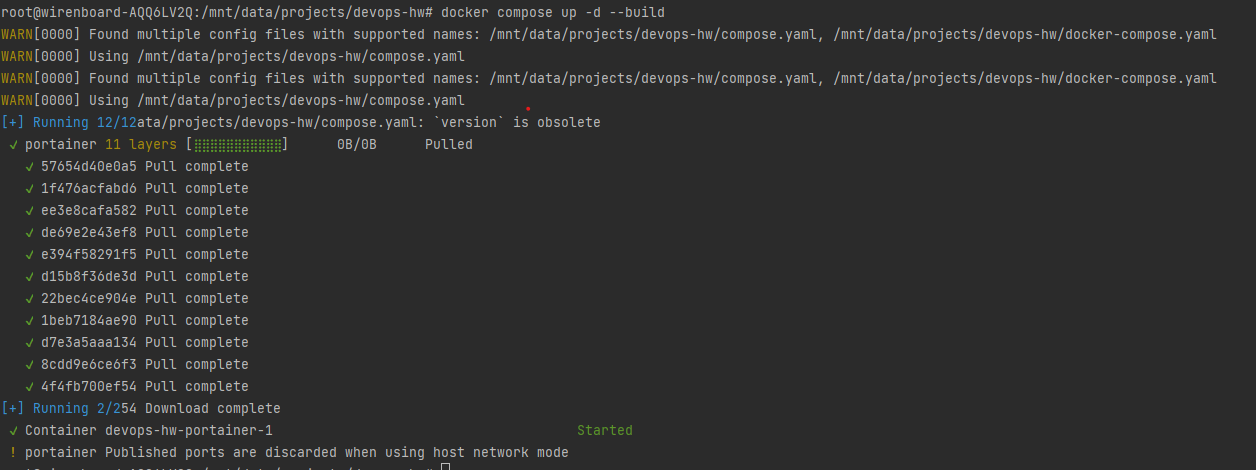 root@wirenboard-AQQ6LV2Q:/mnt/data/projects/devops-hw# docker compose up -d --build
WARN[0000] Found multiple config files with supported names: /mnt/data/projects/devops-hw/compose.yaml, /mnt/data/projects/devops-hw/docker-compose.yaml
WARN[0000] Using /mnt/data/projects/devops-hw/compose.yaml
WARN[0000] Found multiple config files with supported names: /mnt/data/projects/devops-hw/compose.yaml, /mnt/data/projects/devops-hw/docker-compose.yaml
WARN[0000] Using /mnt/data/projects/devops-hw/compose.yaml
[+] Running 12/12ata/projects/devops-hw/compose.yaml: `version` is obsolete
✓ portainer 11 layers [⣿⣿⣿⣿⣿⣿⣿⣿⣿⣿⣿] 0B/0B Pulled
✓ 57654d40e0a5 Pull complete
✓ 1f476acfabd6 Pull complete
✓ ee3e8cafa582 Pull complete
✓ de69e2e43ef8 Pull complete
✓ e394f58291f5 Pull complete
✓ d15b8f36de3d Pull complete
✓ 22bec4ce904e Pull complete
✓ 1beb7184ae90 Pull complete
✓ d7e3a5aaa134 Pull complete
✓ 8cdd9e6ce6f3 Pull complete
✓ 4f4fb700ef54 Pull complete
[+] Running 2/254 Download complete
✓ Container devops-hw-portainer-1 Started
! portainer Published ports are discarded when using host network mode